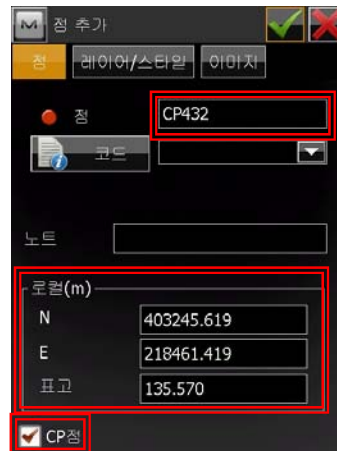 점 추가
점 레이어/스타일 이미지
점 CP432
코드
노트
로컬(m)
N 403245.619
E 218461.419
표고 135.570
CP점